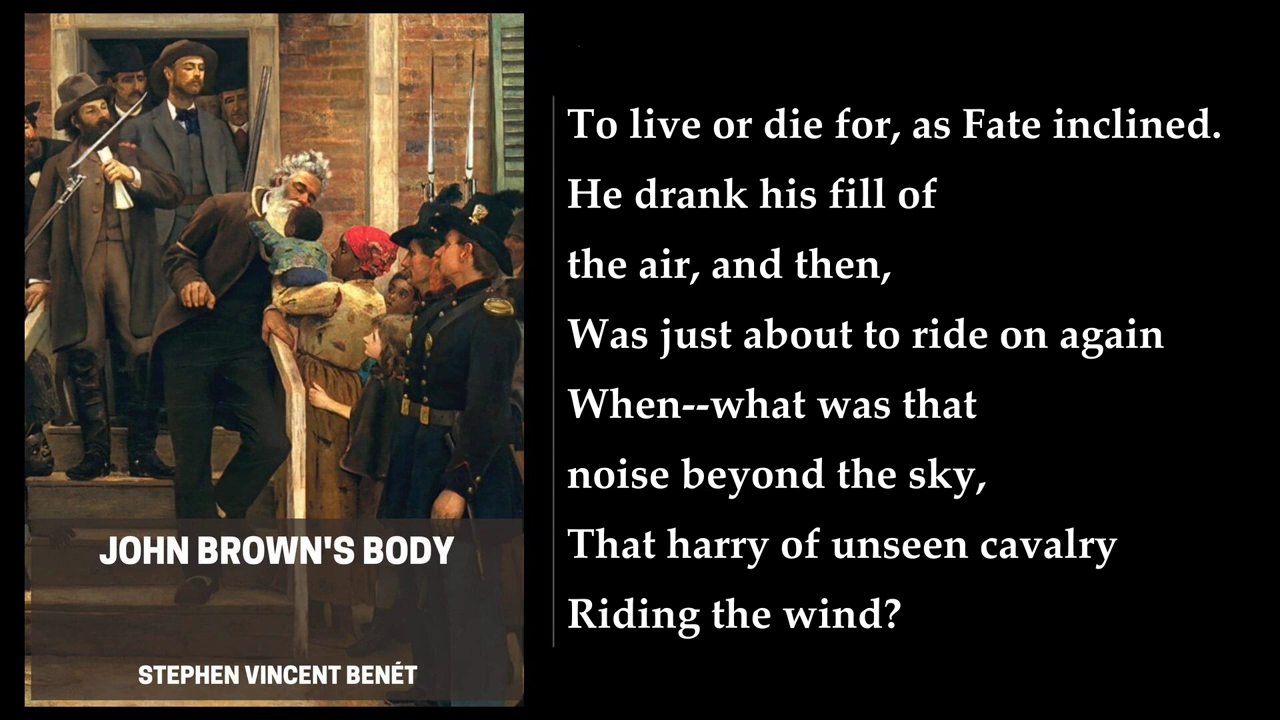 JOHN BROWN'S BODY
STEPHEN VINCENT BENÉT
To live or die for, as Fate inclined.
He drank his fill of
the air, and then,
Was just about to ride on again
When--what was that
noise beyond the sky,
That harry of unseen cavalry
Riding the wind?